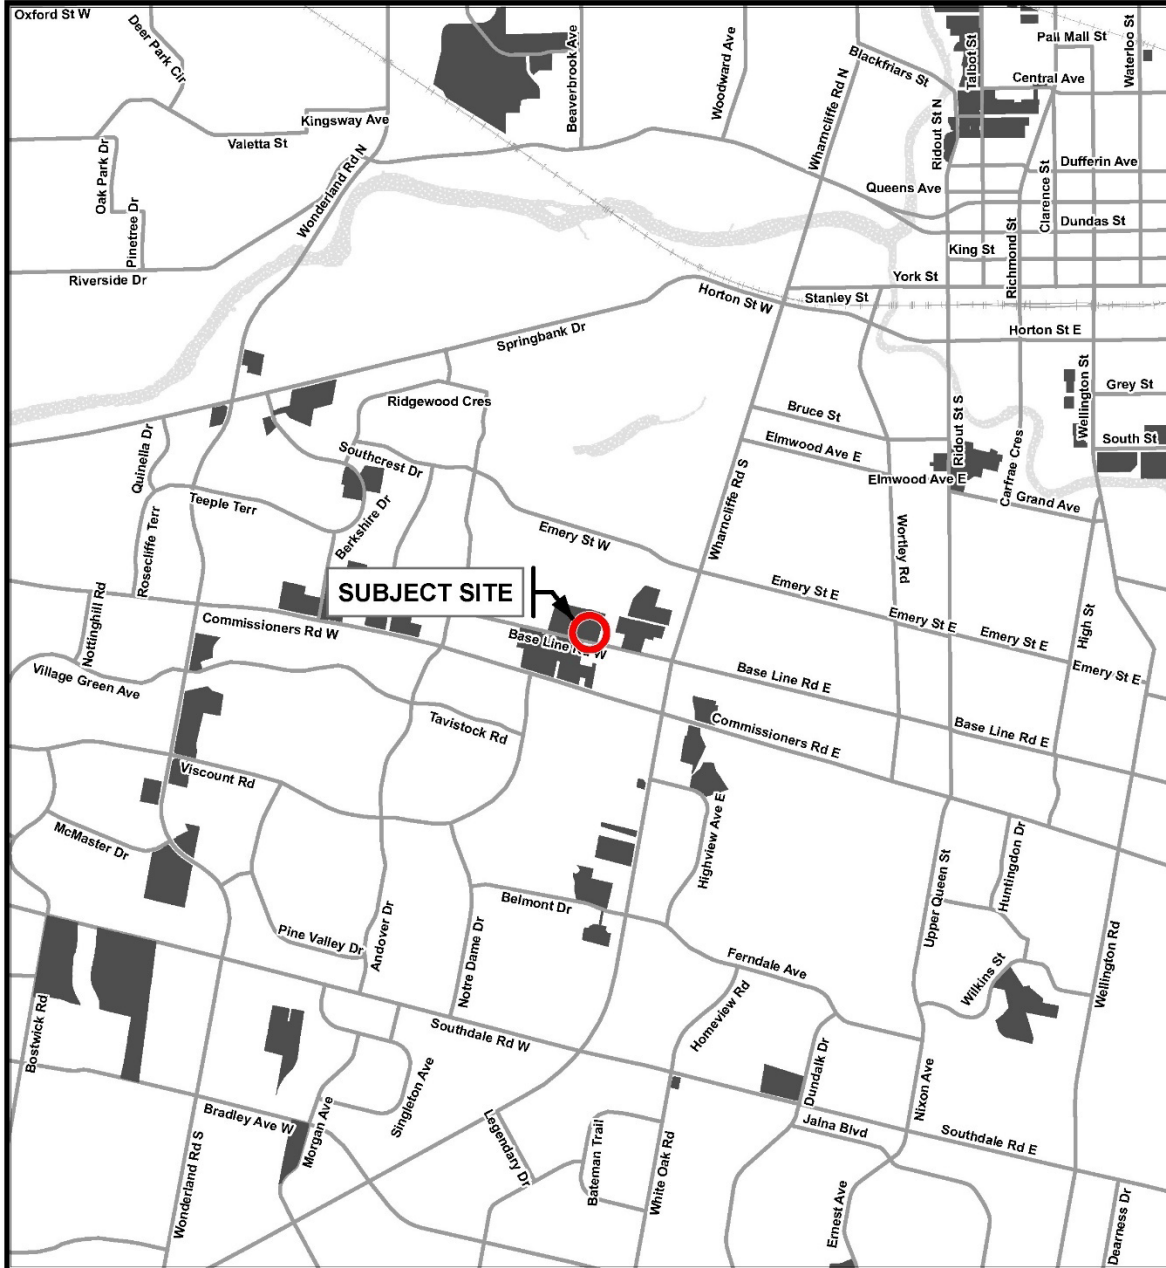 Oxford St W
Deer Park Cir
Beaverbrook Ave
Woodward Ave
Wharncliffe Rd N
Blackfriars St
Talbot St
Pall Mall St
Waterloo St
Central Ave
Kingsway Ave
Valetta St
Oak Park Dr
Pinetree Dr
Wonderland Rd N
Riverside Dr
Ridout St N
Queens Ave
Dufferin Ave
Clarence St
Dundas St
King St
Richmond St
York St
Stanley St
Horton St W
Horton St E
Springbank Dr
Ridgewood Cres
Bruce St
Elmwood Ave E
Elmwood Ave E
Ridout St S
Carfrae Cres
Wellington St
Grey St
South St
Grand Ave
Quinella Dr
Southcrest Dr
Teeple Terr
Rosecliffe Terr
Berkshire Dr
Emery St W
Wharncliffe Rd S
Wortley Rd
Emery St E
Emery St E
Emery St E
Emery St E
High St
SUBJECT SITE
Nottinghill Rd
Commissioners Rd W
Base Line Rd W
Base Line Rd E
Base Line Rd E
Village Green Ave
Tavistock Rd
Commissioners Rd E
Viscount Rd
McMaster Dr
Highview Ave E
Belmont Dr
Upper Queen St
Huntingdon Dr
Pine Valley Dr
Andover Dr
Notre Dame Dr
Ferndale Ave
Homeview Rd
Wilkins St
Wellington Rd
Bostwick Rd
Southdale Rd W
Singleton Ave
Dundalk Dr
Nixon Ave
Bradley Ave W
Morgan Ave
Legendary Dr
Bateman Trail
White Oak Rd
Jalna Blvd
Southdale Rd E
Wonderland Rd S
Ernest Ave
Dearness Dr